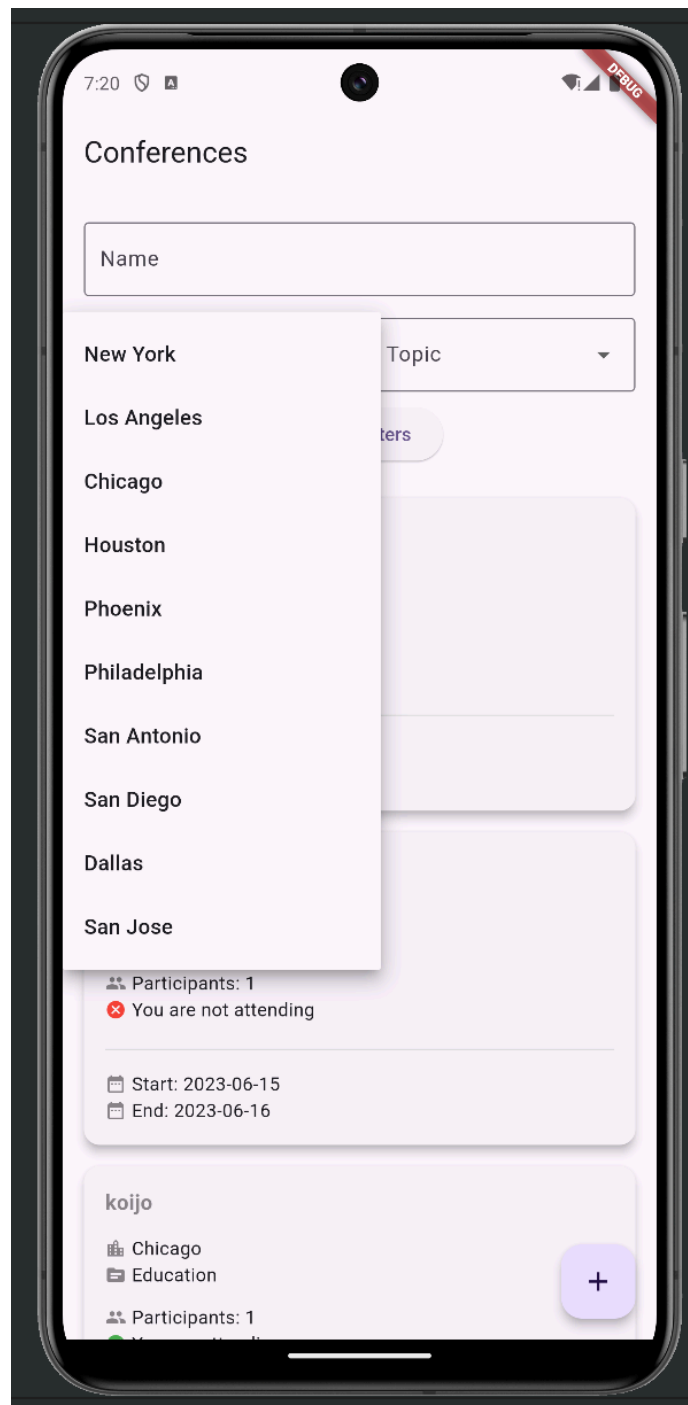 7:20
DEBUG
Conferences
Name
New York
Topic
Los Angeles
ters
Chicago
Houston
Phoenix
Philadelphia
San Antonio
San Diego
Dallas
San Jose
Participants: 1
You are not attending
Start: 2023-06-15
End: 2023-06-16
koijo
Chicago
Education
+
Participants: 1